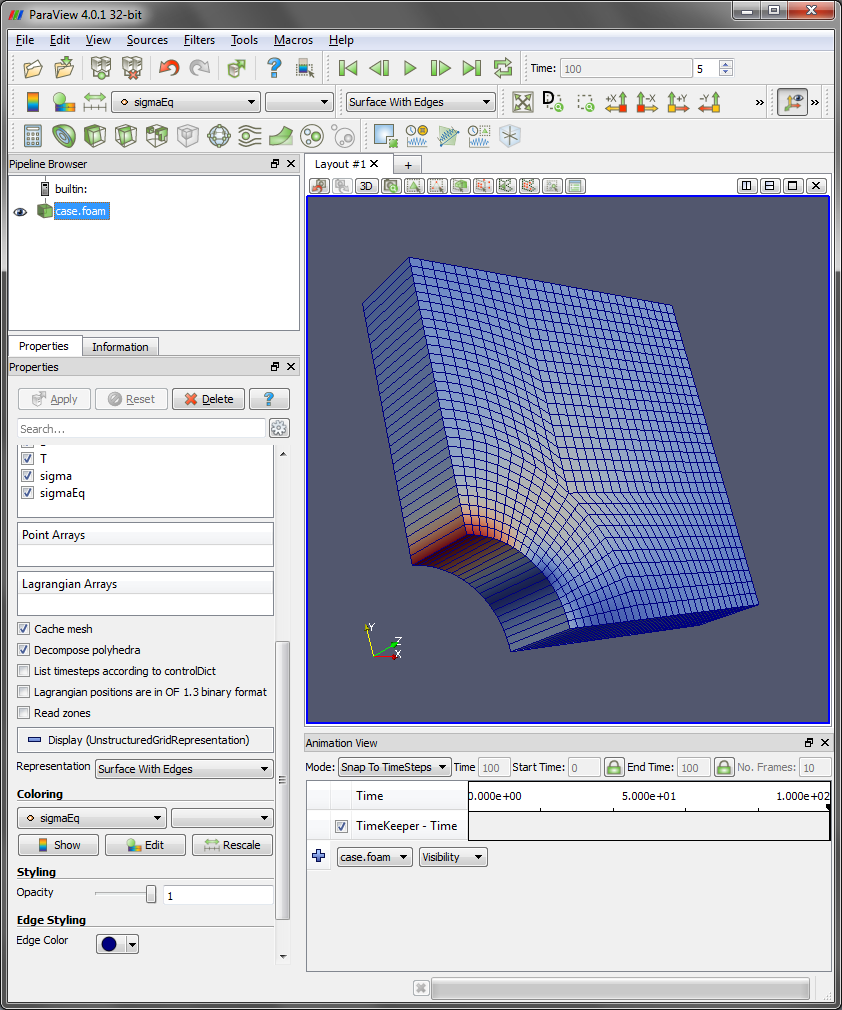 ParaView 4.0.1 32-bit
File Edit View Sources Filters Tools Macros Help
Time: 100 5
sigmaEq Surface With Edges D +X -X +Y -Y » »
Pipeline Browser
Layout #1 +
3D
builtin:
case.foam
Properties Information
Properties
Apply Reset Delete ?
Search...
T
sigma
sigmaEq
Point Arrays
Lagrangian Arrays
Cache mesh
Decompose polyhedra
List timesteps according to controlDict
Lagrangian positions are in OF 1.3 binary format
Read zones
Display (UnstructuredGridRepresentation)
Representation Surface With Edges
Coloring
sigmaEq
Show Edit Rescale
Styling
Opacity 1
Edge Styling
Edge Color
Y
Z
X
Animation View
Mode: Snap To TimeSteps Time 100 Start Time: 0 End Time: 100 No. Frames: 10
Time 0.000e+00 5.000e+01 1.000e+02
TimeKeeper - Time
case.foam Visibility